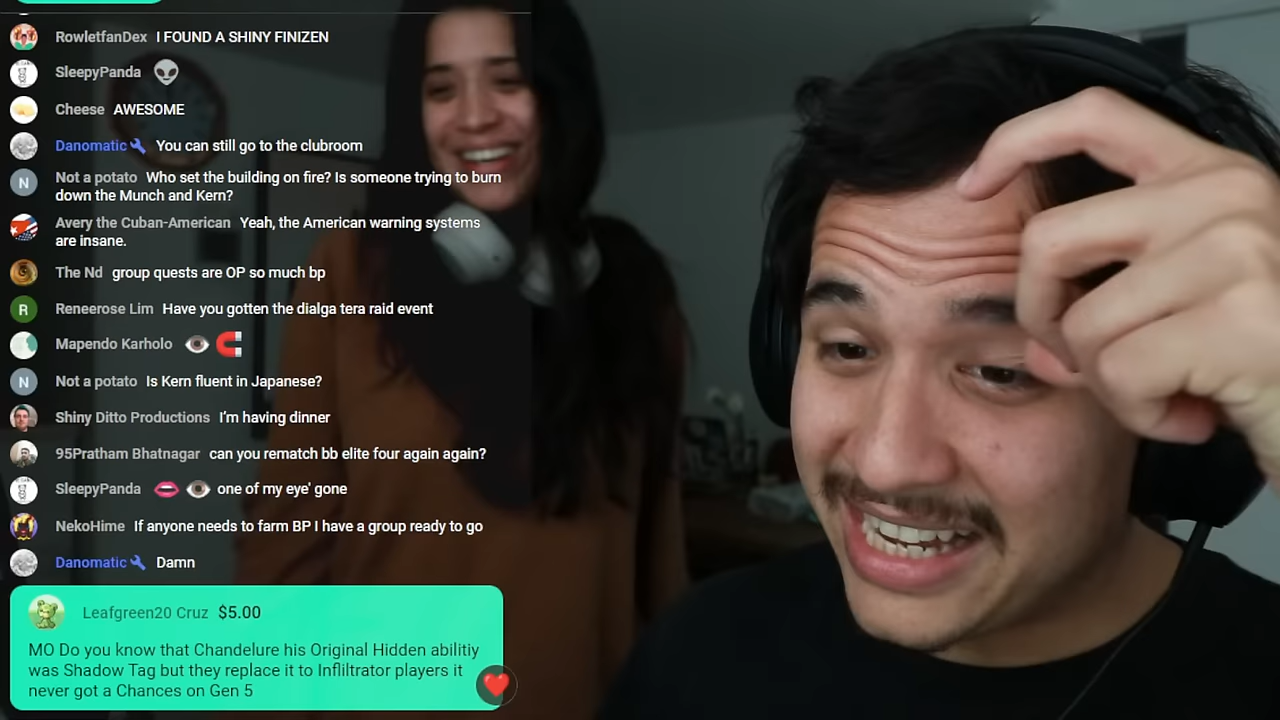 RowletfanDex I FOUND A SHINY FINIZEN
SleepyPanda 👽
Cheese AWESOME
Danomatic You can still go to the clubroom
N Not a potato Who set the building on fire? Is someone trying to burn
down the Munch and Kern?
Avery the Cuban-American Yeah, the American warning systems
are insane.
The Nd group quests are OP so much bp
R Reneerose Lim Have you gotten the dialga tera raid event
Mapendo Karholo 👁️ 🧲
N Not a potato Is Kern fluent in Japanese?
Shiny Ditto Productions I'm having dinner
95Pratham Bhatnagar can you rematch bb elite four again again?
SleepyPanda 👄 👁️ one of my eye' gone
NekoHime If anyone needs to farm BP I have a group ready to go
Danomatic Damn
Leafgreen20 Cruz $5.00
MO Do you know that Chandelure his Original Hidden abilitiy
was Shadow Tag but they replace it to Infliltrator players it
never got a Chances on Gen 5